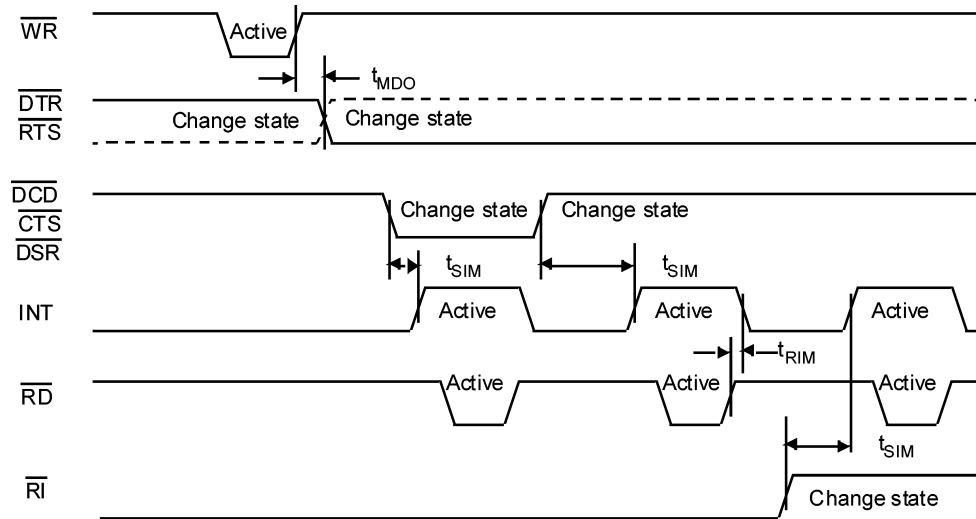 WR
Active
tMDO
DTR
RTS
Change state
Change state
DCD
CTS
DSR
Change state
Change state
tSIM
tSIM
INT
Active
Active
Active
tRIM
RD
Active
Active
Active
tSIM
RI
Change state